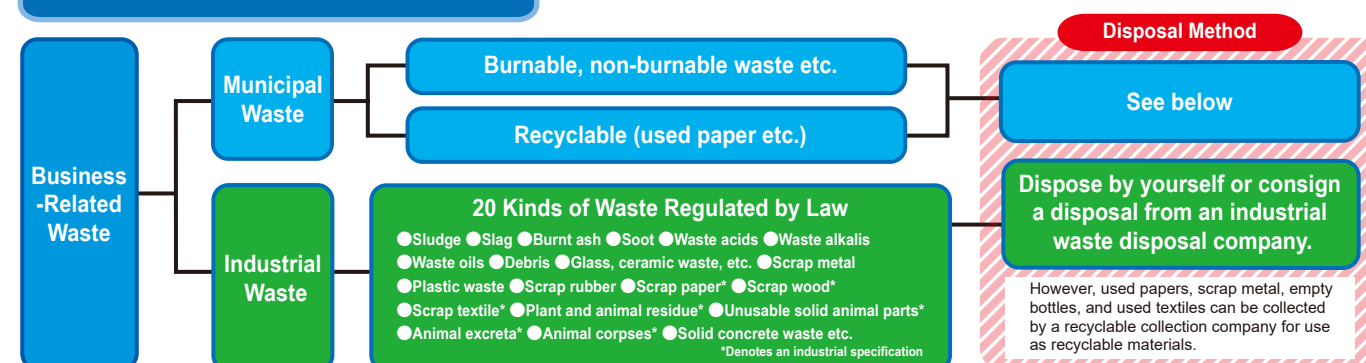 Disposal Method
Business
-Related
Waste
Municipal
Waste
Burnable, non-burnable waste etc.
Recyclable (used paper etc.)
See below
Industrial
Waste
20 Kinds of Waste Regulated by Law
●Sludge ●Slag ●Burnt ash ●Soot ●Waste acids ●Waste alkalis
●Waste oils ●Debris ●Glass, ceramic waste, etc. ●Scrap metal
●Plastic waste ●Scrap rubber ●Scrap paper* ●Scrap wood*
●Scrap textile* ●Plant and animal residue* ●Unusable solid animal parts*
●Animal excreta* ●Animal corpses* ●Solid concrete waste etc.
*Denotes an industrial specification
Dispose by yourself or consign
a disposal from an industrial
waste disposal company.
However, used papers, scrap metal, empty
bottles, and used textiles can be collected
by a recyclable collection company for use
as recyclable materials.